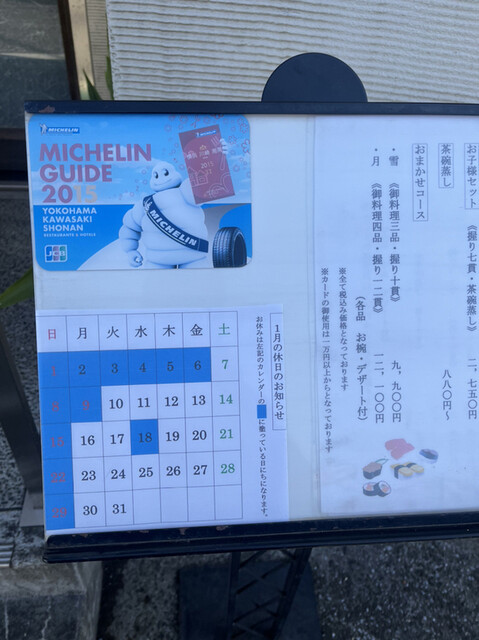 MICHELIN
MICHELIN
GUIDE
2015
YOKOHAMA
KAWASAKI
SHONAN
RESTAURANTS & HOTELS
JCB
MICHELIN
2015
お子様セット
《握り七貫・茶碗蒸し》
二、七五〇円
茶碗蒸し
八八〇円～
おまかせコース
・雪 《御料理三品・握り十貫》 九、九〇〇円
・月 《御料理四品・握り一二貫》 一二、一〇〇円
(各品 お椀・デザート付)
※全て税込み価格となっております
※カードの御使用は一万円以上からとなっております
1月の休日のお知らせ
お休みは左記のカレンダーの に塗っている日にちになります。
日 月 火 水 木 金 土
1 2 3 4 5 6 7
8 9 10 11 12 13 14
15 16 17 18 19 20 21
22 23 24 25 26 27 28
29 30 31